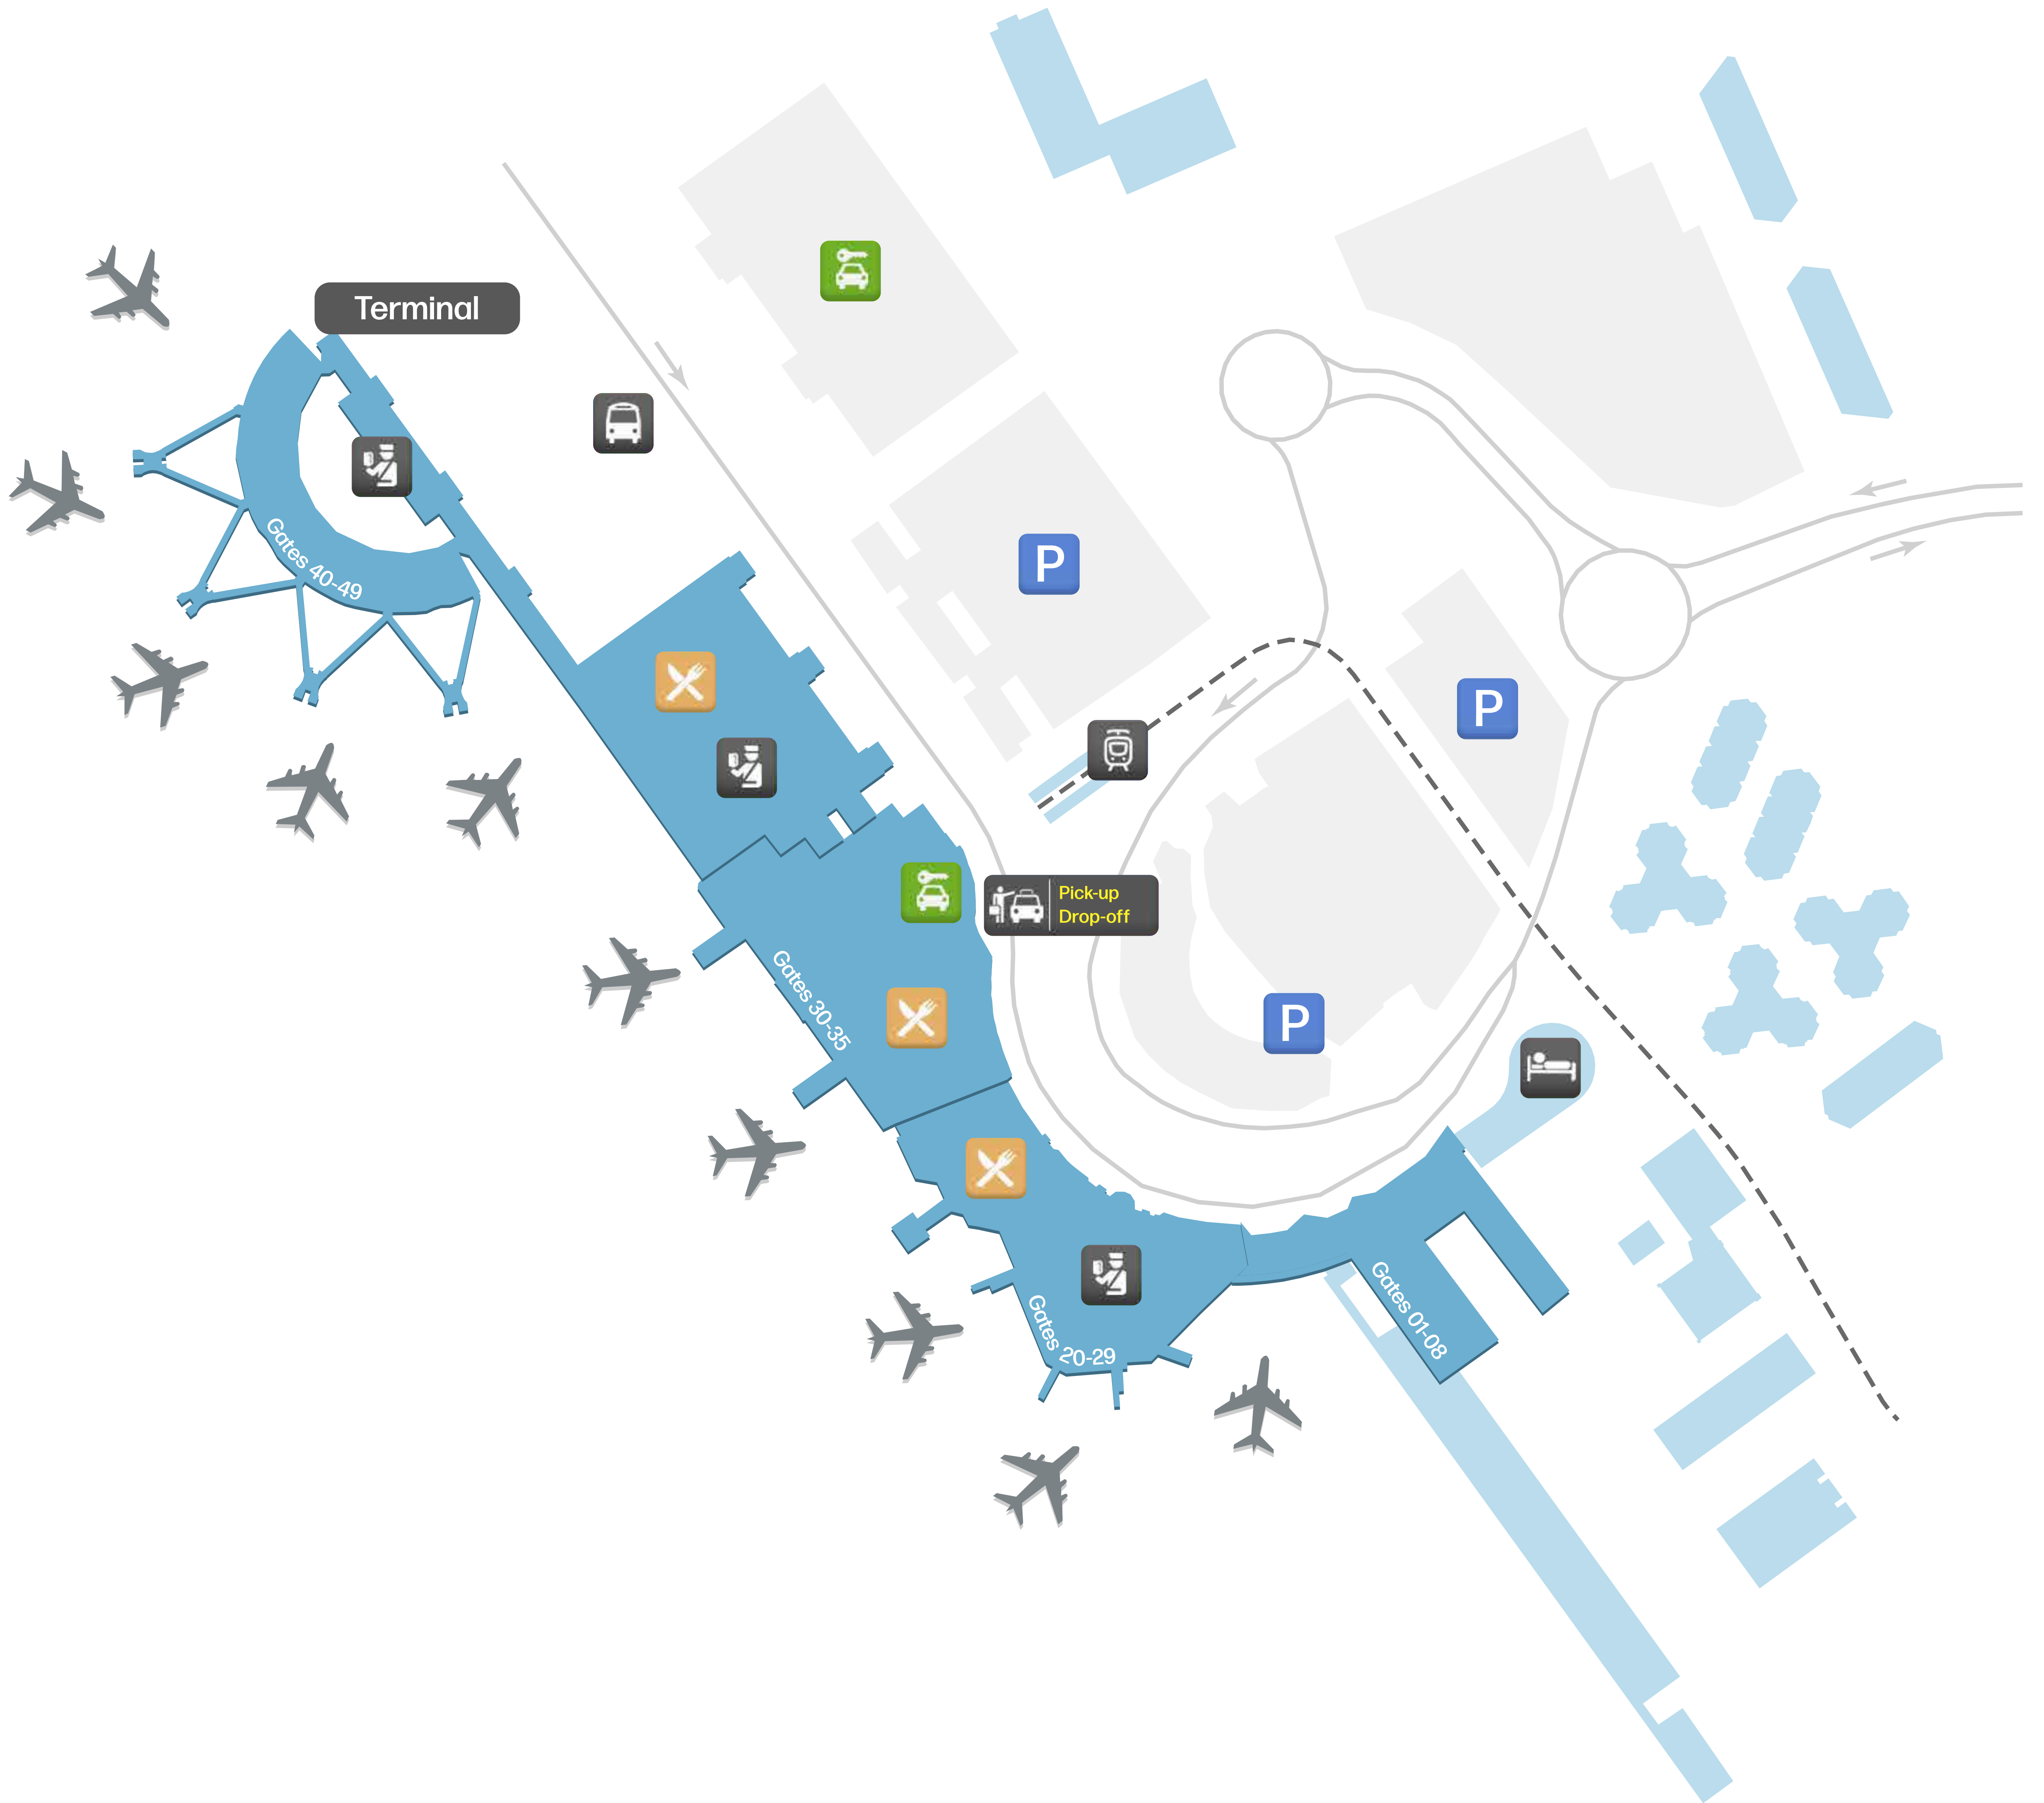 Terminal
Gates 40-49
P
P
Pick-up
Drop-off
Gates 30-35
P
Gates 01-08
Gates 20-29